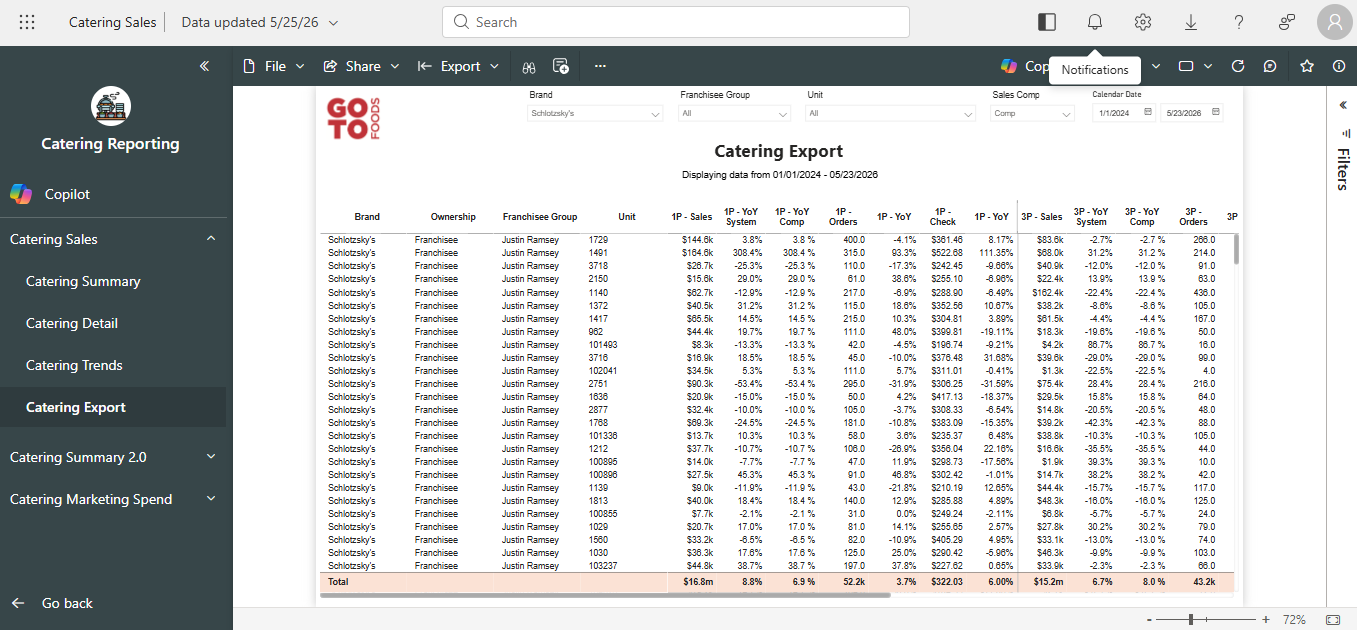 Catering Sales Data updated 5/25/26 Search
File Share Export ... Cop Notifications
Catering Reporting
Copilot
Catering Sales
Catering Summary
Catering Detail
Catering Trends
Catering Export
Catering Summary 2.0
Catering Marketing Spend
Go back
GO TO FOODS
Brand Franchisee Group Unit Sales Comp Calendar Date
Schlotzsky's All All Comp 1/1/2024 5/23/2026
Filters
Catering Export
Displaying data from 01/01/2024 - 05/23/2026
Brand Ownership Franchisee Group Unit 1P - Sales 1P - YoY System 1P - YoY Comp 1P - Orders 1P - YoY 1P - Check 1P - YoY 3P - Sales 3P - YoY System 3P - YoY Comp 3P - Orders 3P
Schlotzsky's Franchisee Justin Ramsey 1729 $144.6k 3.8% 3.8 % 400.0 -4.1% $361.46 8.17% $83.6k -2.7% -2.7 % 266.0
Schlotzsky's Franchisee Justin Ramsey 1491 $164.6k 308.4% 308.4 % 315.0 93.3% $522.68 111.35% $68.0k 31.2% 31.2 % 214.0
Schlotzsky's Franchisee Justin Ramsey 3718 $26.7k -25.3% -25.3 % 110.0 -17.3% $242.45 -9.66% $40.9k -12.0% -12.0 % 91.0
Schlotzsky's Franchisee Justin Ramsey 2150 $15.6k 29.0% 29.0 % 61.0 38.6% $255.10 -6.96% $22.4k 13.9% 13.9 % 63.0
Schlotzsky's Franchisee Justin Ramsey 1140 $62.7k -12.9% -12.9 % 217.0 -6.9% $288.90 -6.49% $162.4k -22.4% -22.4 % 436.0
Schlotzsky's Franchisee Justin Ramsey 1372 $40.5k 31.2% 31.2 % 115.0 18.6% $352.56 10.67% $38.2k -8.6% -8.6 % 105.0
Schlotzsky's Franchisee Justin Ramsey 1417 $65.5k 14.5% 14.5 % 215.0 10.3% $304.81 3.89% $61.5k -4.4% -4.4 % 167.0
Schlotzsky's Franchisee Justin Ramsey 962 $44.4k 19.7% 19.7 % 111.0 48.0% $399.81 -19.11% $18.3k -19.6% -19.6 % 50.0
Schlotzsky's Franchisee Justin Ramsey 101493 $8.3k -13.3% -13.3 % 42.0 -4.5% $196.74 -9.21% $4.2k 86.7% 86.7 % 16.0
Schlotzsky's Franchisee Justin Ramsey 3716 $16.9k 18.5% 18.5 % 45.0 -10.0% $376.48 31.68% $39.6k -29.0% -29.0 % 99.0
Schlotzsky's Franchisee Justin Ramsey 102041 $34.5k 5.3% 5.3 % 111.0 5.7% $311.01 -0.41% $1.3k -22.5% -22.5 % 4.0
Schlotzsky's Franchisee Justin Ramsey 2751 $90.3k -53.4% -53.4 % 295.0 -31.9% $306.25 -31.59% $75.4k 28.4% 28.4 % 216.0
Schlotzsky's Franchisee Justin Ramsey 1636 $20.9k -15.0% -15.0 % 50.0 4.2% $417.13 -18.37% $29.5k 15.8% 15.8 % 64.0
Schlotzsky's Franchisee Justin Ramsey 2877 $32.4k -10.0% -10.0 % 105.0 -3.7% $308.33 -6.54% $14.8k -20.5% -20.5 % 48.0
Schlotzsky's Franchisee Justin Ramsey 1768 $69.3k -24.5% -24.5 % 181.0 -10.8% $383.09 -15.35% $39.2k -42.3% -42.3 % 88.0
Schlotzsky's Franchisee Justin Ramsey 101336 $13.7k 10.3% 10.3 % 58.0 3.6% $235.37 6.48% $38.8k -10.3% -10.3 % 105.0
Schlotzsky's Franchisee Justin Ramsey 1212 $37.7k -10.7% -10.7 % 106.0 -26.9% $356.04 22.16% $16.6k -35.5% -35.5 % 44.0
Schlotzsky's Franchisee Justin Ramsey 100895 $14.0k -7.7% -7.7 % 47.0 11.9% $298.73 -17.56% $1.9k 39.3% 39.3 % 10.0
Schlotzsky's Franchisee Justin Ramsey 100896 $27.5k 45.3% 45.3 % 91.0 46.8% $302.42 -1.01% $14.7k 38.2% 38.2 % 42.0
Schlotzsky's Franchisee Justin Ramsey 1139 $9.0k -11.9% -11.9 % 43.0 -21.8% $210.19 12.65% $44.4k -15.7% -15.7 % 117.0
Schlotzsky's Franchisee Justin Ramsey 1813 $40.0k 18.4% 18.4 % 140.0 12.9% $285.88 4.89% $48.3k -16.0% -16.0 % 125.0
Schlotzsky's Franchisee Justin Ramsey 100855 $7.7k -2.1% -2.1 % 31.0 0.0% $249.24 -2.11% $6.8k -5.7% -5.7 % 24.0
Schlotzsky's Franchisee Justin Ramsey 1029 $20.7k 17.0% 17.0 % 81.0 14.1% $255.65 2.57% $27.8k 30.2% 30.2 % 79.0
Schlotzsky's Franchisee Justin Ramsey 1560 $33.2k -6.5% -6.5 % 82.0 -10.9% $405.29 4.95% $33.1k -13.0% -13.0 % 74.0
Schlotzsky's Franchisee Justin Ramsey 1030 $36.3k 17.6% 17.6 % 125.0 25.0% $290.42 -5.96% $46.3k -9.9% -9.9 % 103.0
Schlotzsky's Franchisee Justin Ramsey 103237 $44.8k 38.7% 38.7 % 197.0 37.8% $227.62 0.65% $33.9k -2.3% -2.3 % 66.0
Total $16.8m 8.8% 6.9 % 52.2k 3.7% $322.03 6.00% $15.2m 6.7% 8.0 % 43.2k
- + 72%